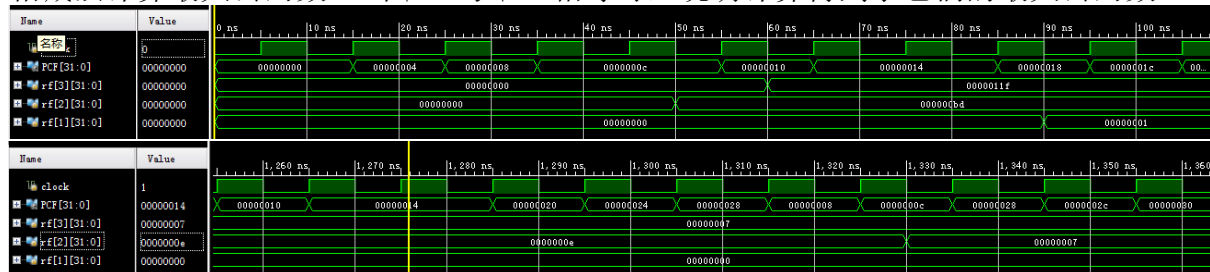 Name Value 0 ns 10 ns 20 ns 30 ns 40 ns 50 ns 60 ns 70 ns 80 ns 90 ns 100 ns
名称 0
PCF[31:0] 00000000 00000000 00000004 00000008 0000000c 00000010 00000014 00000018 0000001c 00...
rf[3][31:0] 00000000 00000000 0000011f
rf[2][31:0] 00000000 00000000 000000bd
rf[1][31:0] 00000000 00000000 00000001
Name Value 1,260 ns 1,270 ns 1,280 ns 1,290 ns 1,300 ns 1,310 ns 1,320 ns 1,330 ns 1,340 ns 1,350 ns 1,360
clock 1
PCF[31:0] 00000014 00000010 00000014 00000020 00000024 00000028 00000008 0000000c 00000028 0000002c 00000030
rf[3][31:0] 00000007 00000007
rf[2][31:0] 0000000e 0000000e 00000007
rf[1][31:0] 00000000 00000000